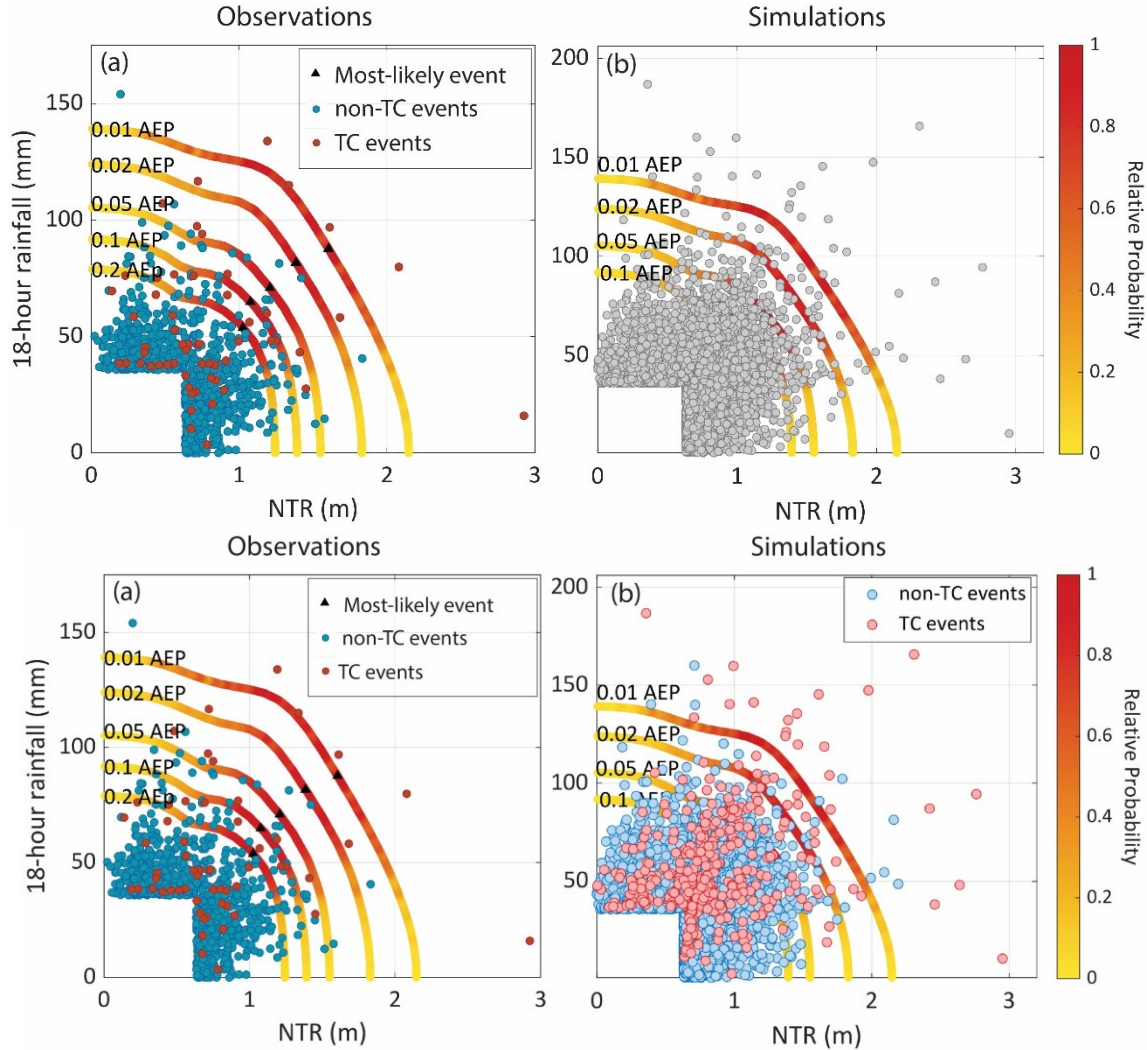 Observations
Simulations
(a)
Most-likely event
non-TC events
TC events
0.01 AEP
0.02 AEP
0.05 AEP
0.1 AEP
0.2 AEp
150
100
50
0
18-hour rainfall (mm)
0 1 2 3
NTR (m)
(b)
200
150
100
50
0.01 AEP
0.02 AEP
0.05 AEP
0.1 AEP
0 1 2 3
NTR (m)
1
0.8
0.6
0.4
0.2
0
Relative Probability
Observations
Simulations
(a)
Most-likely event
non-TC events
TC events
0.01 AEP
0.02 AEP
0.05 AEP
0.1 AEP
0.2 AEp
150
100
50
0
18-hour rainfall (mm)
0 1 2 3
NTR (m)
(b)
non-TC events
TC events
200
150
100
50
0.01 AEP
0.02 AEP
0.05 AEP
0.1 AEP
0 1 2 3
NTR (m)
1
0.8
0.6
0.4
0.2
0
Relative Probability